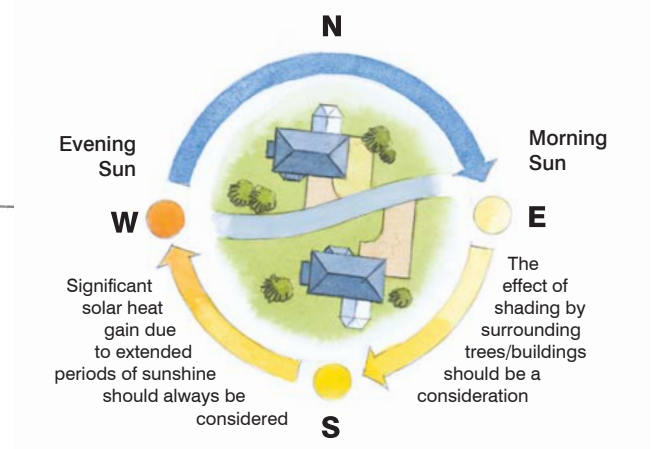 N
Evening
Sun
Morning
Sun
W
E
Significant
solar heat
gain due
to extended
periods of sunshine
should always be
considered
The
effect of
shading by
surrounding
trees/buildings
should be a
consideration
S